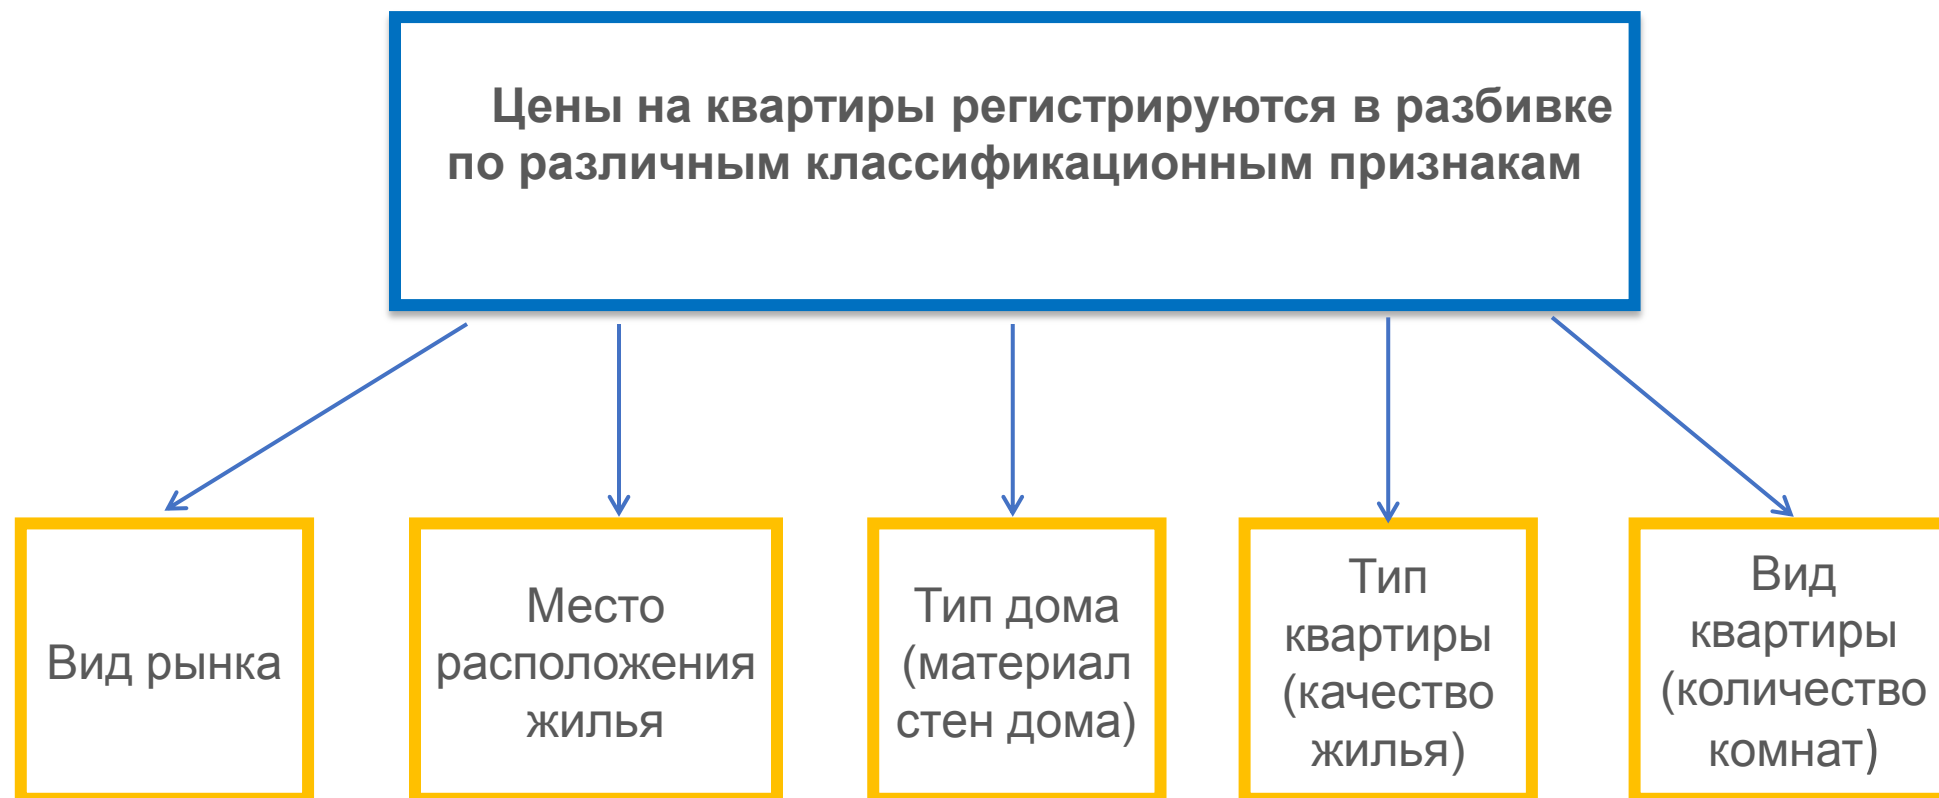 Цены на квартиры регистрируются в разбивке
по различным классификационным признакам
Вид рынка
Место
расположения
жилья
Тип дома
(материал
стен дома)
Тип
квартиры
(качество
жилья)
Вид
квартиры
(количество
комнат)